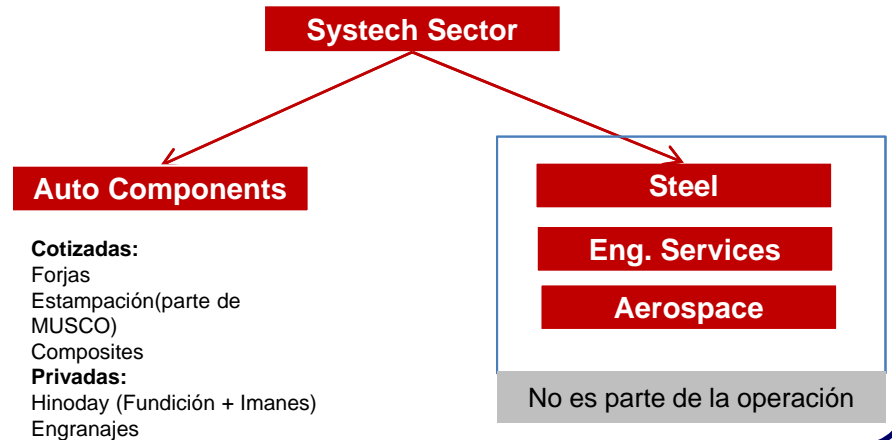 Systech Sector
Auto Components
Cotizadas:
Forjas
Estampación(parte de
MUSCO)
Composites
Privadas:
Hinoday (Fundición + Imanes)
Engranajes
Steel
Eng. Services
Aerospace
No es parte de la operación